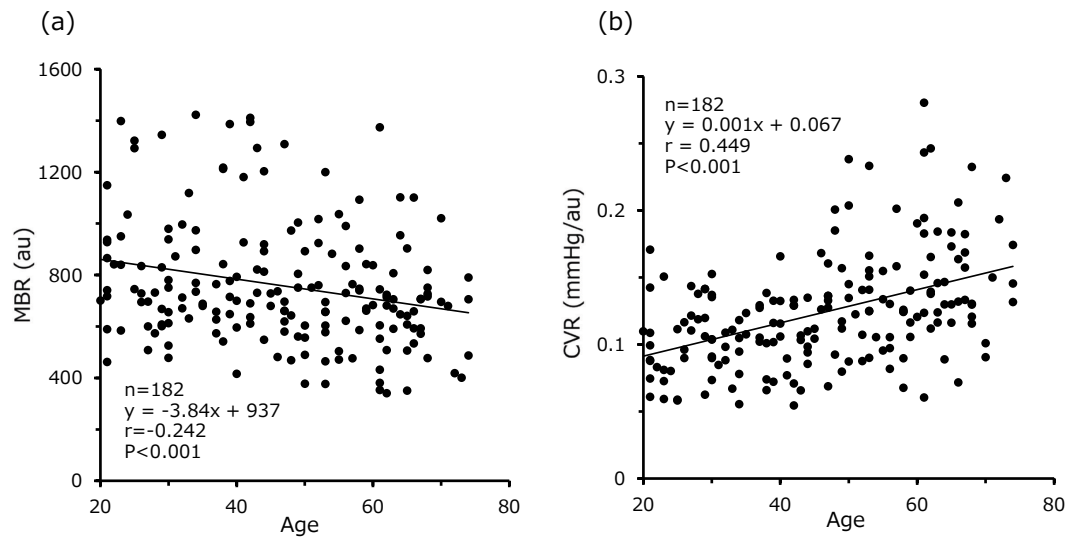 (a)
MBR (au)
1600
1200
800
400
0
n=182
y = -3.84x + 937
r=-0.242
P<0.001
20
40
60
80
Age
(b)
CVR (mmHg/au)
0.3
0.2
0.1
0
n=182
y = 0.001x + 0.067
r = 0.449
P<0.001
20
40
60
80
Age